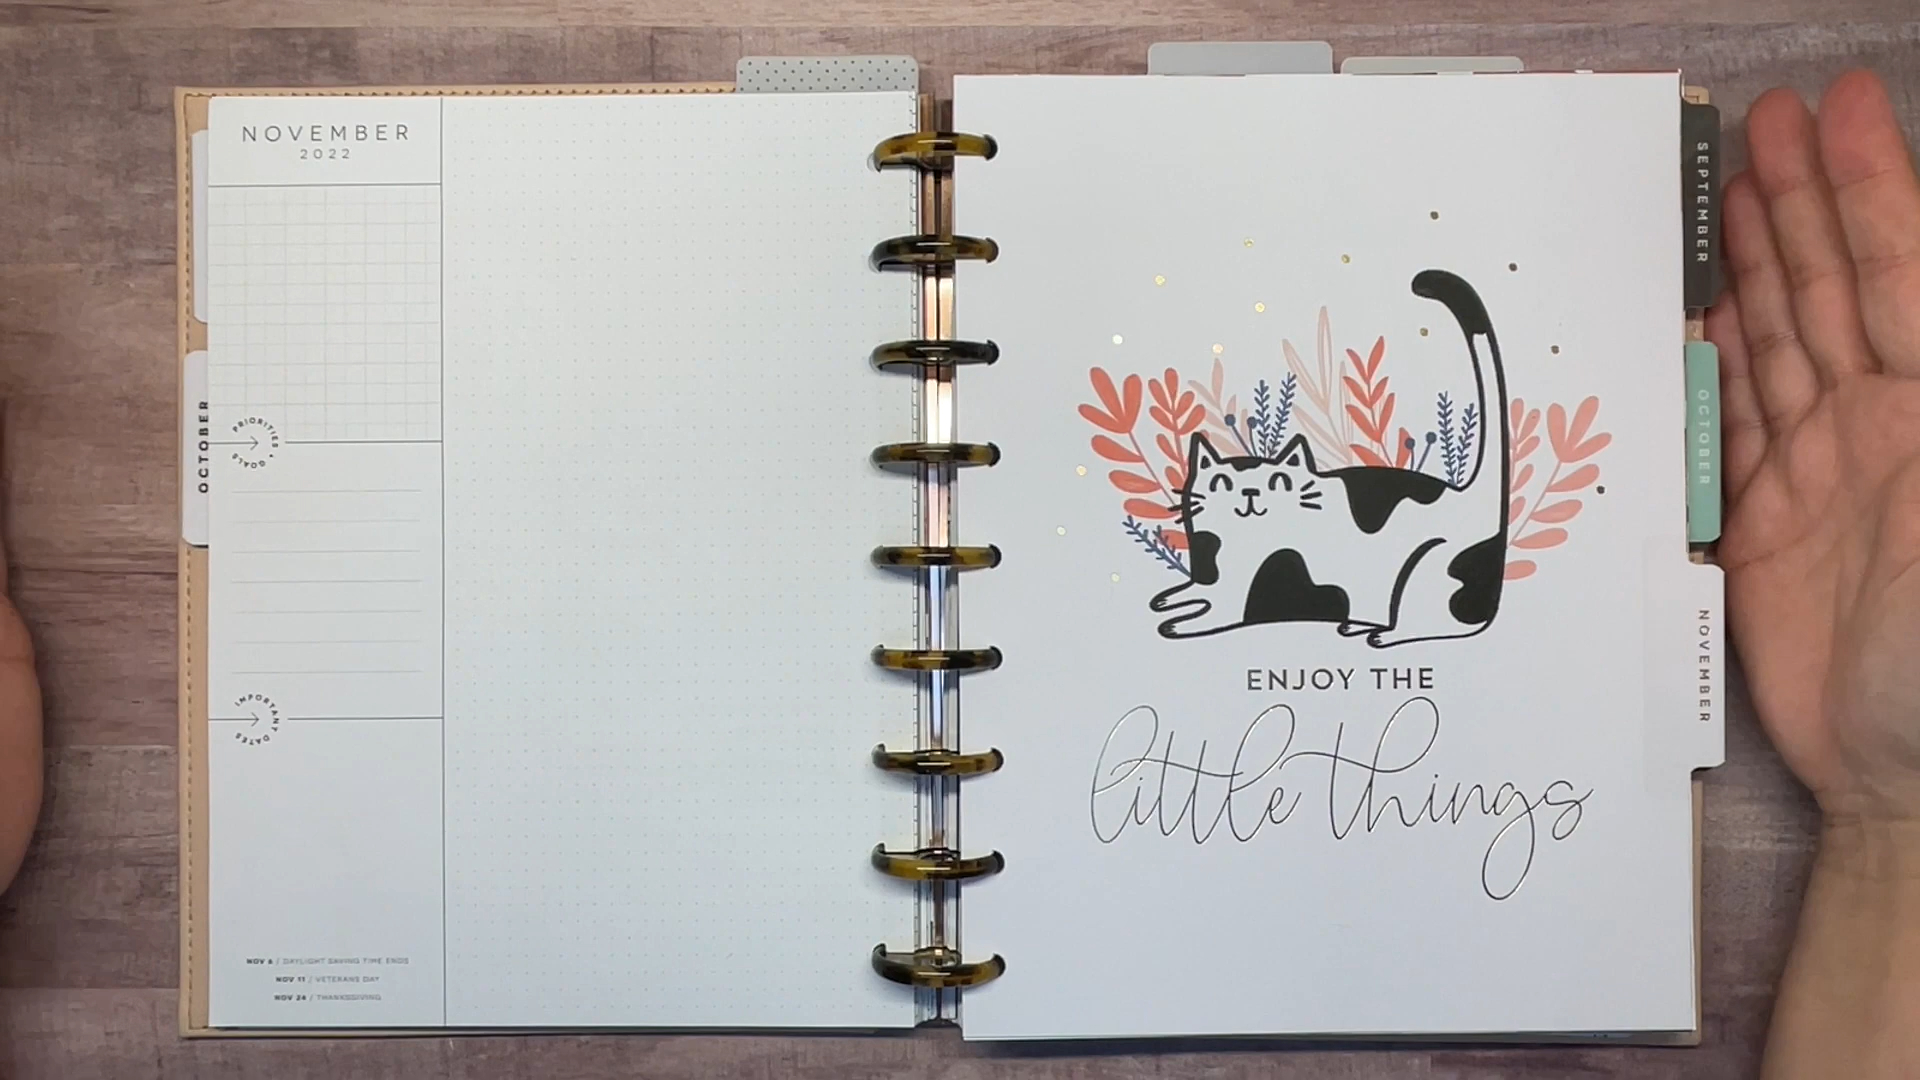 NOVEMBER
2022
PRIORITIES + GOALS
OCTOBER
IMPORTANT DATES
NOV 6 / DAYLIGHT SAVING TIME ENDS
NOV 11 / VETERANS DAY
NOV 24 / THANKSGIVING
ENJOY THE
little things
SEPTEMBER
OCTOBER
NOVEMBER